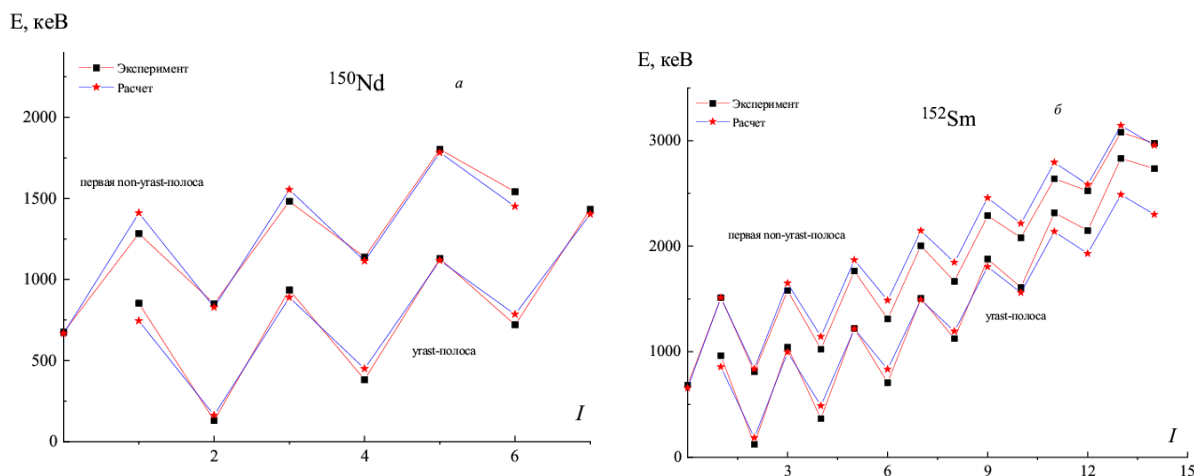 E, кеВ
Эксперимент
Расчет
150Nd
а
2000
первая non-yrast-полоса
1500
1000
yrast-полоса
500
I
0
2
4
6
E, кеВ
Эксперимент
Расчет
152Sm
б
3000
первая non-yrast-полоса
2000
yrast-полоса
1000
I
0
3
6
9
12
15